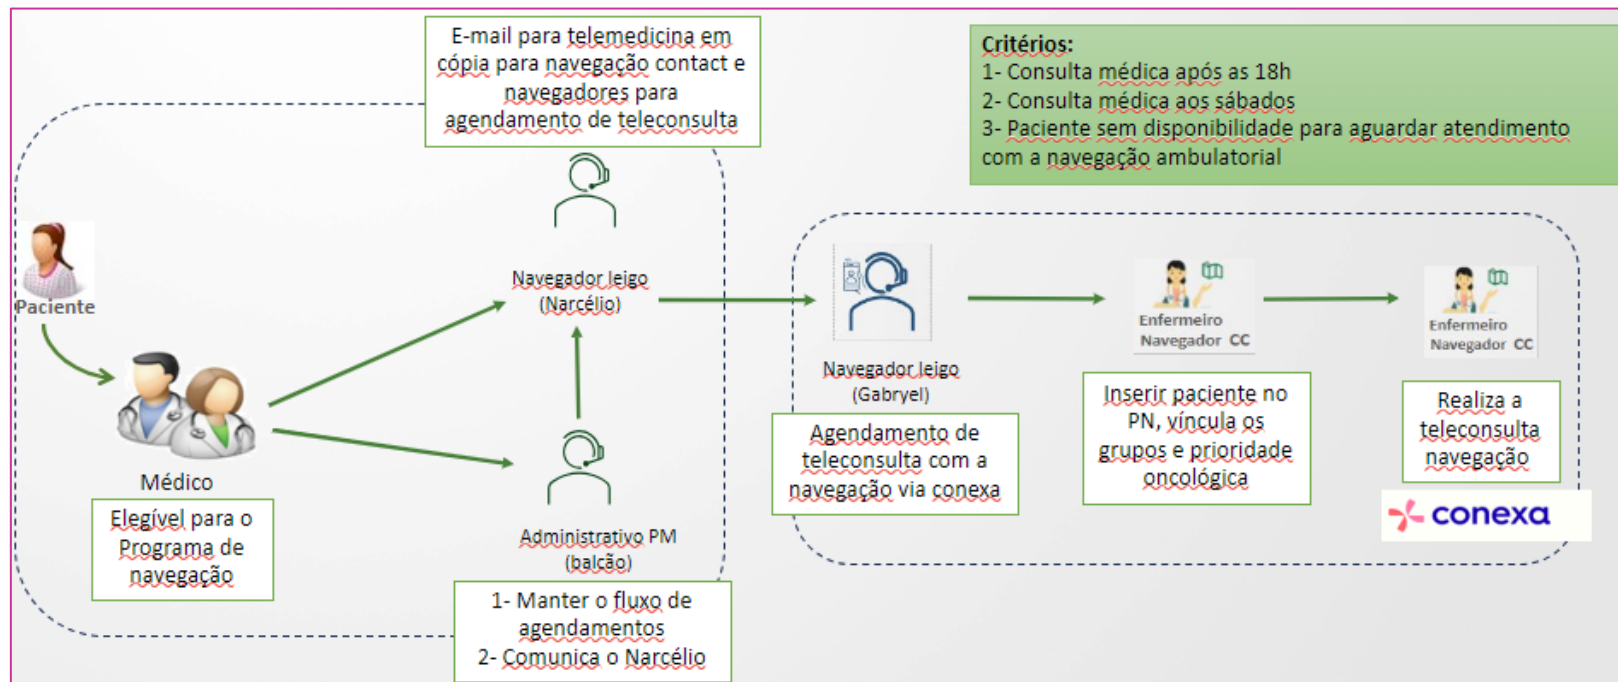 E-mail para telemedicina em
cópia para navegação contact e
navegadores para
agendamento de teleconsulta
Critérios:
1- Consulta médica após as 18h
2- Consulta médica aos sábados
3- Paciente sem disponibilidade para aguardar atendimento
com a navegação ambulatorial
Paciente
Médico
Elegível para o
Programa de
navegação
Navegador leigo
(Narcélio)
Administrativo PM
(balcão)
1- Manter o fluxo de
agendamentos
2- Comunica o Narcélio
Navegador leigo
(Gabryel)
Agendamento de
teleconsulta com a
navegação via conexa
Enfermeiro
Navegador CC
Inserir paciente no
PN, víncula os
grupos e prioridade
oncológica
Enfermeiro
Navegador CC
Realiza a
teleconsulta
navegação
conexa